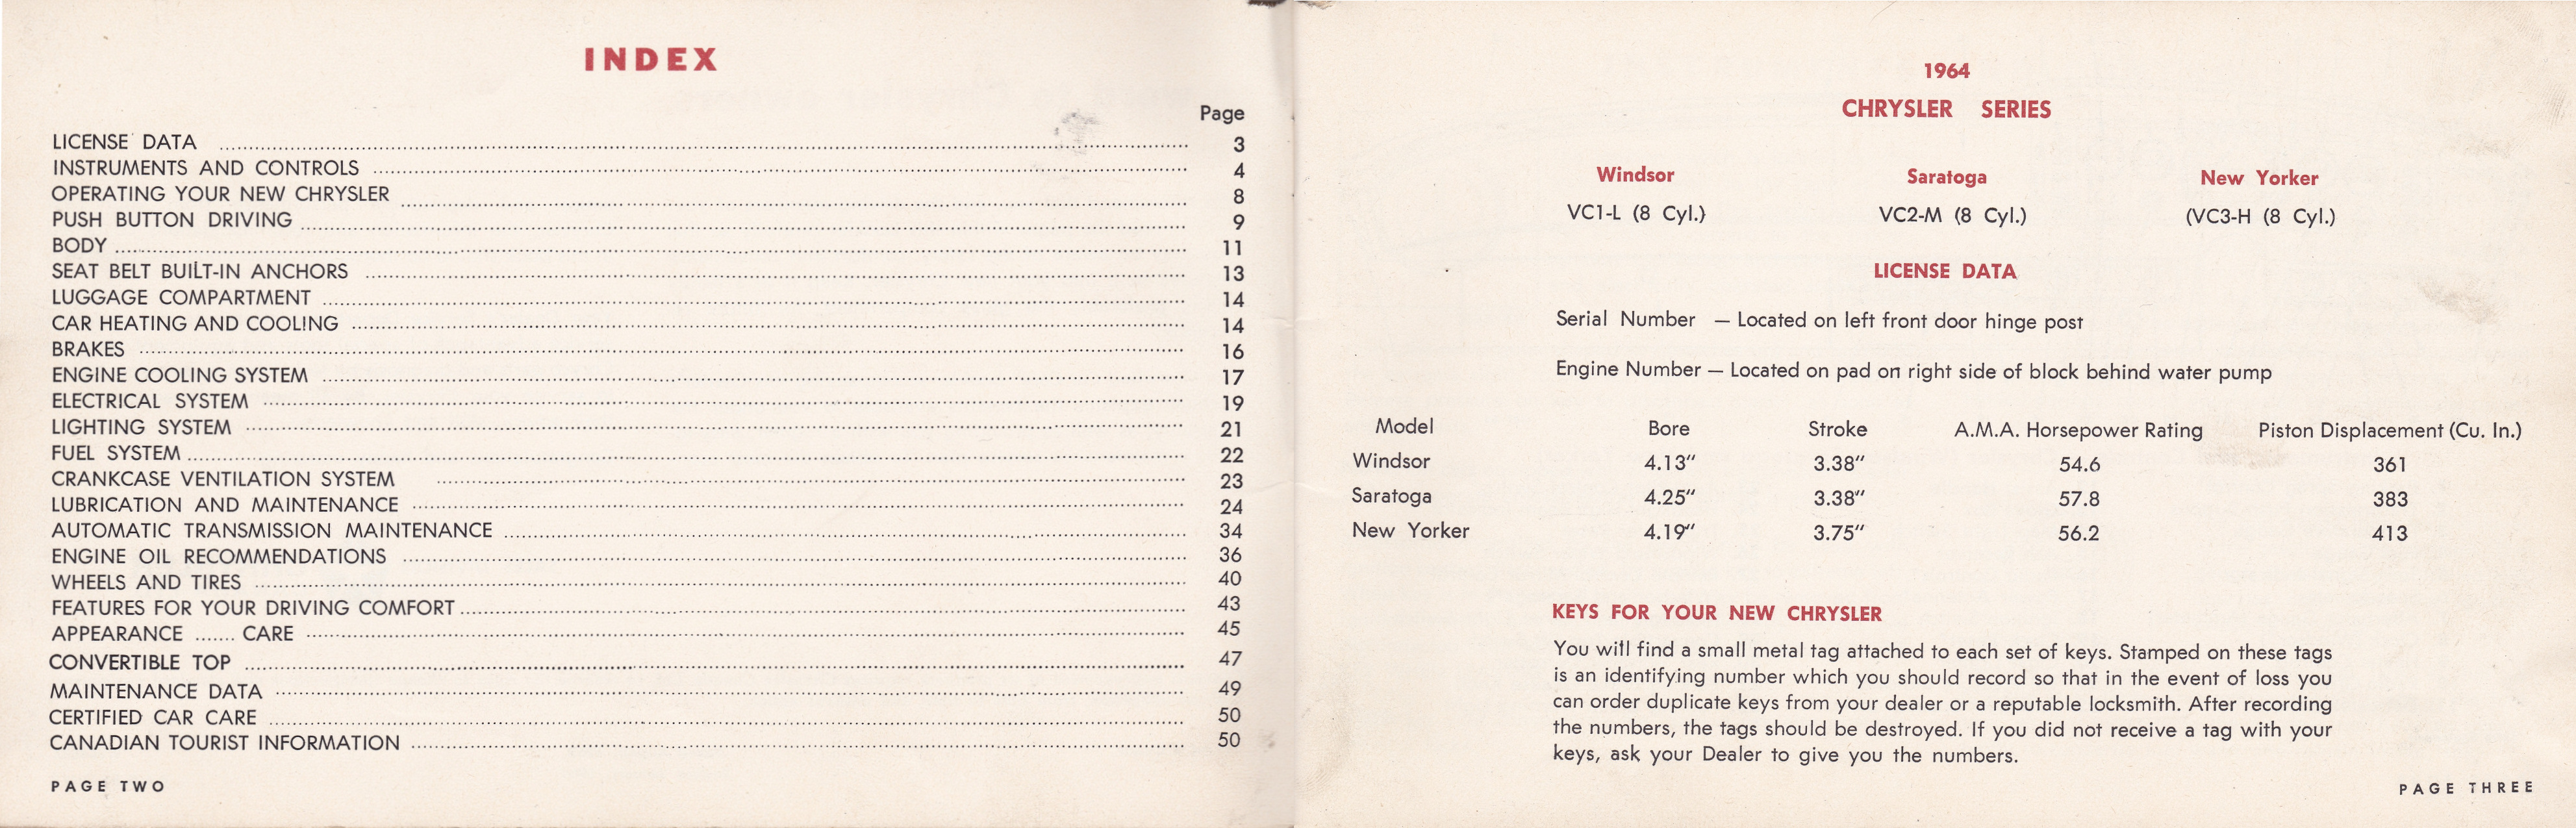 INDEX
Page
LICENSE DATA ........ 3
INSTRUMENTS AND CONTROLS ........ 4
OPERATING YOUR NEW CHRYSLER ........ 8
PUSH BUTTON DRIVING ........ 9
BODY ........ 11
SEAT BELT BUILT-IN ANCHORS ........ 13
LUGGAGE COMPARTMENT ........ 14
CAR HEATING AND COOLING ........ 14
BRAKES ........ 16
ENGINE COOLING SYSTEM ........ 17
ELECTRICAL SYSTEM ........ 19
LIGHTING SYSTEM ........ 21
FUEL SYSTEM ........ 22
CRANKCASE VENTILATION SYSTEM ........ 23
LUBRICATION AND MAINTENANCE ........ 24
AUTOMATIC TRANSMISSION MAINTENANCE ........ 34
ENGINE OIL RECOMMENDATIONS ........ 36
WHEELS AND TIRES ........ 40
FEATURES FOR YOUR DRIVING COMFORT ........ 43
APPEARANCE ....... CARE ........ 45
CONVERTIBLE TOP ........ 47
MAINTENANCE DATA ........ 49
CERTIFIED CAR CARE ........ 50
CANADIAN TOURIST INFORMATION ........ 50
PAGE TWO
1964
CHRYSLER SERIES
Windsor Saratoga New Yorker
VC1-L (8 Cyl.) VC2-M (8 Cyl.) (VC3-H (8 Cyl.)
LICENSE DATA
Serial Number — Located on left front door hinge post
Engine Number — Located on pad on right side of block behind water pump
Model Bore Stroke A.M.A. Horsepower Rating Piston Displacement (Cu. In.)
Windsor 4.13" 3.38" 54.6 361
Saratoga 4.25" 3.38" 57.8 383
New Yorker 4.19" 3.75" 56.2 413
KEYS FOR YOUR NEW CHRYSLER
You will find a small metal tag attached to each set of keys. Stamped on these tags
is an identifying number which you should record so that in the event of loss you
can order duplicate keys from your dealer or a reputable locksmith. After recording
the numbers, the tags should be destroyed. If you did not receive a tag with your
keys, ask your Dealer to give you the numbers.
PAGE THREE